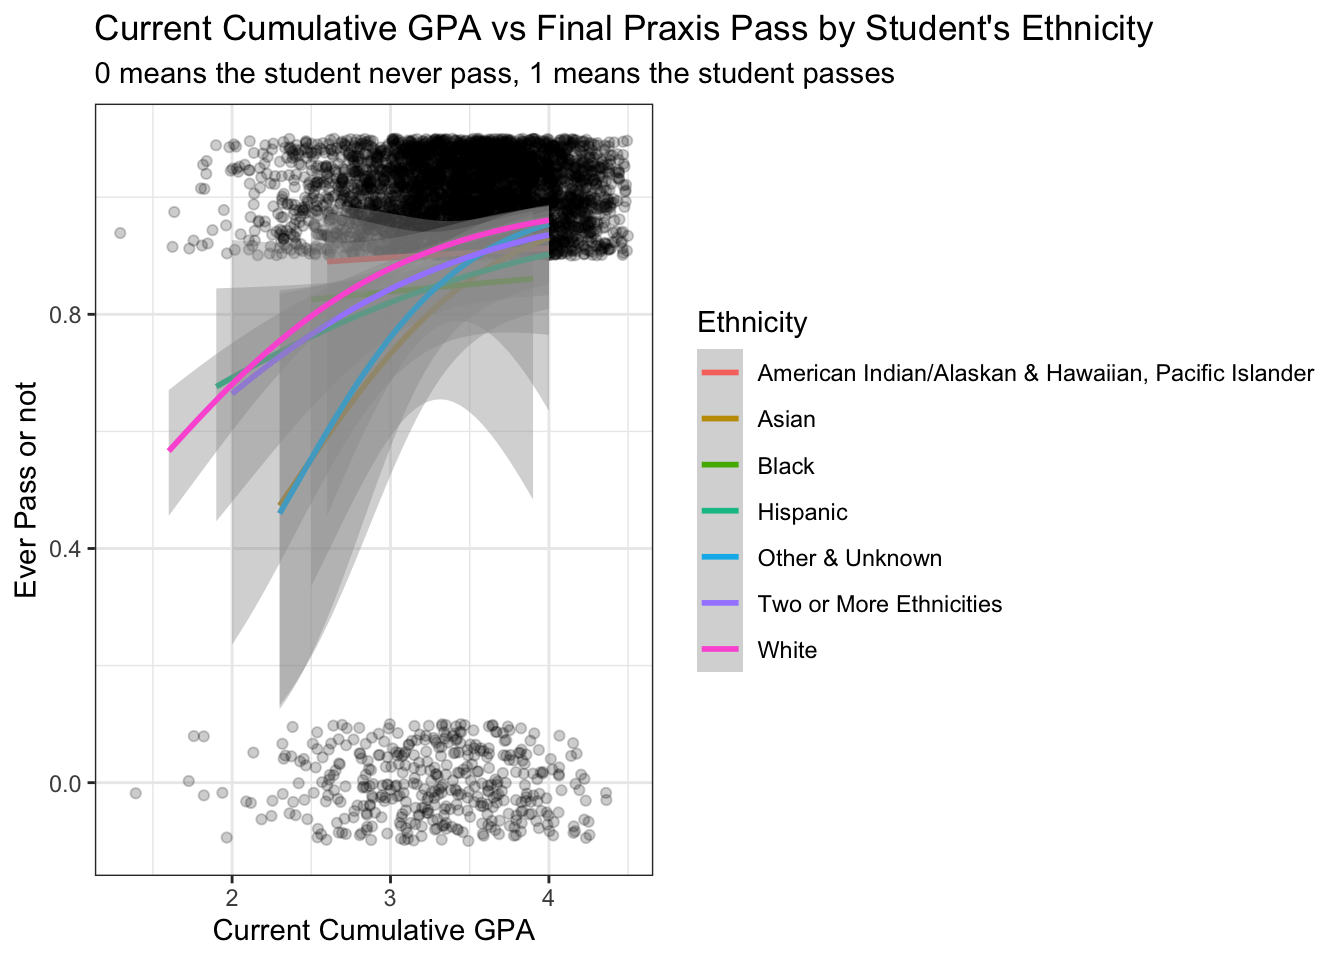 Current Cumulative GPA vs Final Praxis Pass by Student's Ethnicity
0 means the student never pass, 1 means the student passes
Ever Pass or not
0.8
0.4
0.0
2 3 4
Current Cumulative GPA
Ethnicity
American Indian/Alaskan & Hawaiian, Pacific Islander
Asian
Black
Hispanic
Other & Unknown
Two or More Ethnicities
White